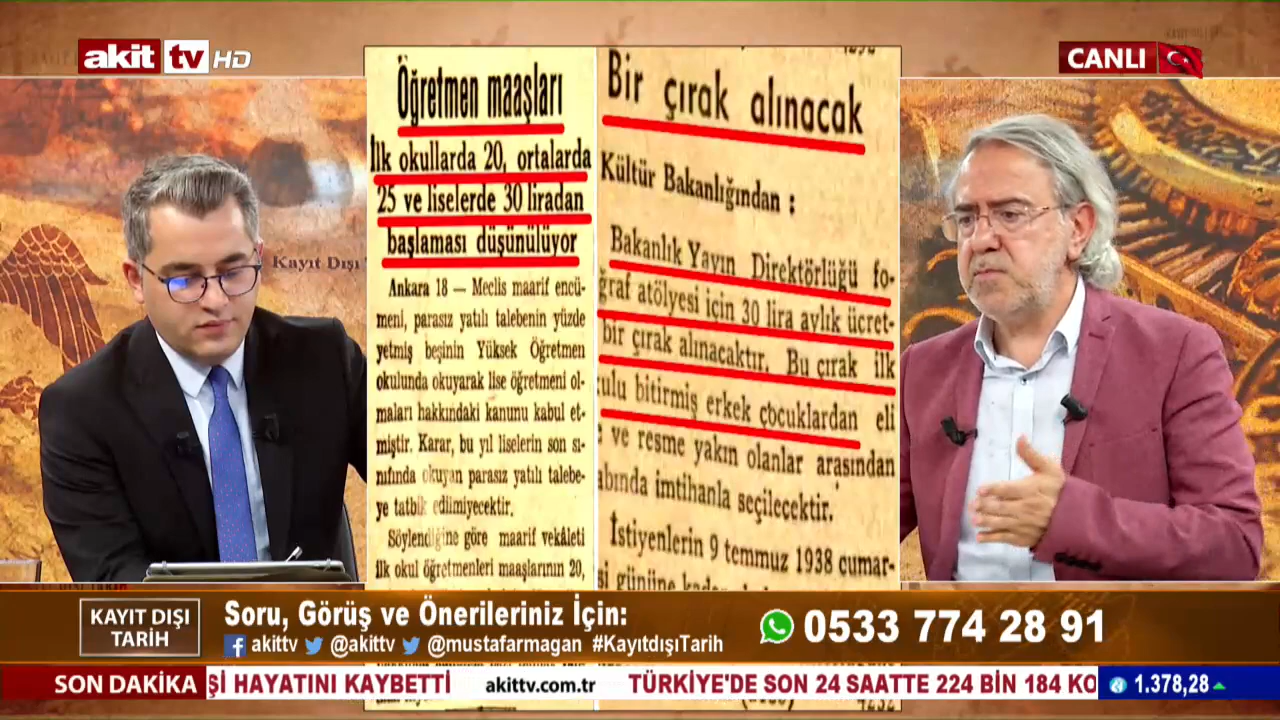 akit tv HD
CANLI
Öğretmen maaşları
İlk okullarda 20, ortalarda
25 ve liselerde 30 liradan
başlaması düşünülüyor
Ankara 18 — Meclis maarif encü-
meni, parasız yatılı talebenin yüzde
yetmiş beşinin Yüksek Öğretmen
okulunda okuyarak lise öğretmeni ol-
maları hakkındaki kanunu kabul et-
miştir. Karar, bu yıl liselerin son sı-
nıfında okuyan parasız yatılı talebe-
ye tatbik edilmiyecektir.
Söylendiğine göre maarif vekâleti
ilk okul öğretmenleri maaşlarının 20,
Bir çırak alınacak
Kültür Bakanlığından :
Bakanlık Yayın Direktörlüğü fo-
ğraf atölyesi için 30 lira aylık ücret-
bir çırak alınacaktır. Bu çırak ilk
ulu bitirmiş erkek çocuklardan eli
ve resme yakın olanlar arasından
abında imtihanla seçilecektir.
İstiyenlerin 9 temmuz 1938 cumar-
si gününe kadar
Kayıt Dışı
KAYIT DIŞI
TARİH
Soru, Görüş ve Önerileriniz İçin:
akittv @akittv @mustafarmagan #KayıtdışıTarih
0533 774 28 91
SON DAKİKA
Şİ HAYATINI KAYBETTİ
akittv.com.tr
TÜRKİYE'DE SON 24 SAATTE 224 BİN 184 KO
1.378,28